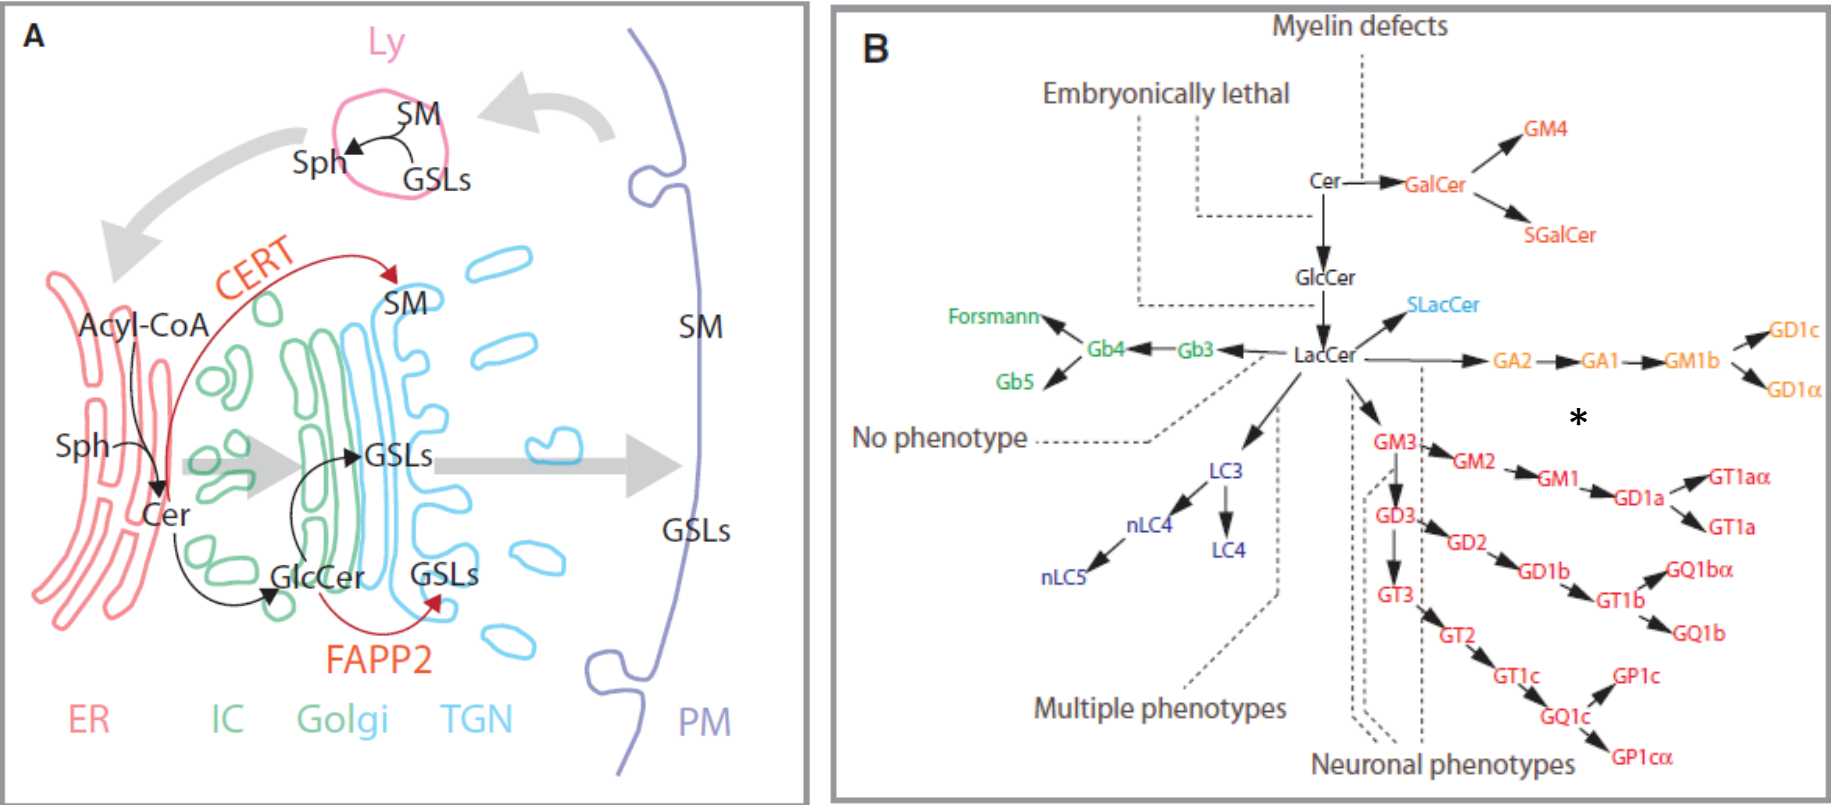 A
Ly
SM
Sph
GSLs
CERT
SM
Acyl-CoA
SM
Sph
GSLs
Cer
GSLs
GlcCer
GSLs
FAPP2
ER
IC
Golgi
TGN
PM
B
Myelin defects
Embryonically lethal
GM4
Cer
GalCer
SGalCer
GlcCer
SLacCer
Forsmann
GD1c
Gb4
Gb3
LacCer
GA2
GA1
GM1b
Gb5
GD1α
*
No phenotype
GM3
GM2
LC3
GM1
GT1aα
GD1a
nLC4
GD3
GT1a
GD2
LC4
nLC5
GD1b
GQ1bα
GT3
GT1b
GT2
GQ1b
GT1c
GP1c
Multiple phenotypes
GQ1c
GP1cα
Neuronal phenotypes